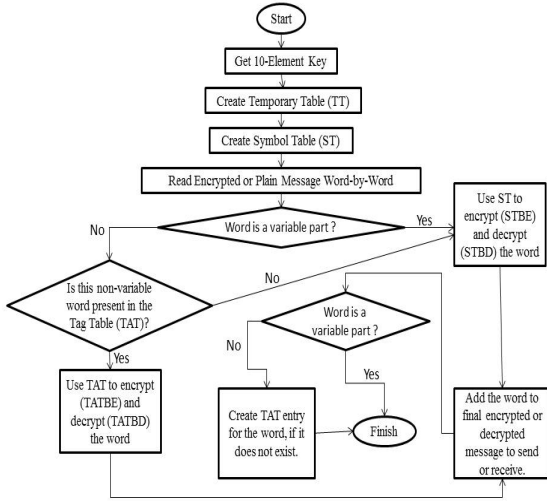 Start
Get 10-Element Key
Create Temporary Table (TT)
Create Symbol Table (ST)
Read Encrypted or Plain Message Word-by-Word
Word is a variable part ?
Yes
No
Use ST to
encrypt (STBE)
and decrypt
(STBD) the word
Is this non-variable
word present in the
Tag Table (TAT)?
No
Yes
Word is a
variable part ?
No
Yes
Use TAT to encrypt
(TATBE) and
decrypt (TATBD)
the word
Create TAT entry
for the word, if it
does not exist.
Finish
Add the word to
final encrypted or
decrypted
message to send
or receive.